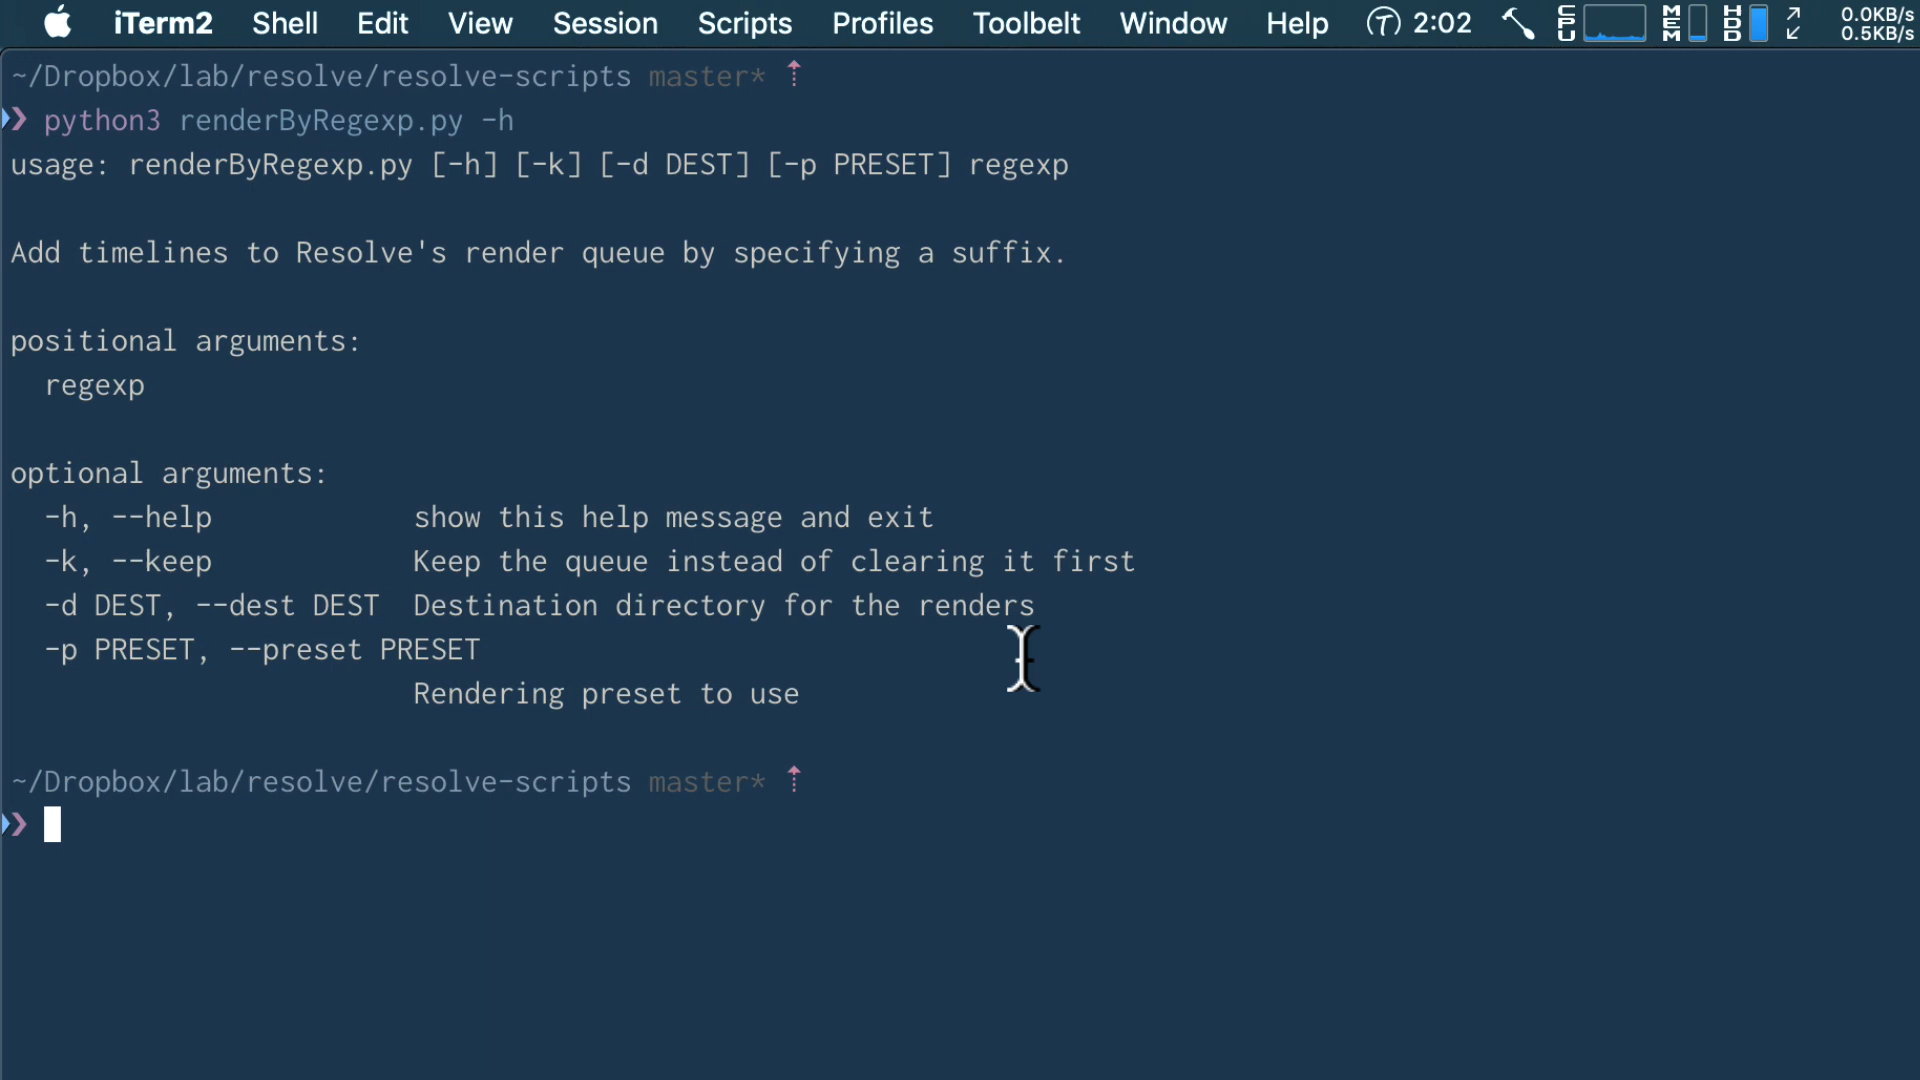 iTerm2 Shell Edit View Session Scripts Profiles Toolbelt Window Help 2:02 CPU MEM HDD 0.0KB/s
0.5KB/s
~/Dropbox/lab/resolve/resolve-scripts master* ⇡
❯ python3 renderByRegexp.py -h
usage: renderByRegexp.py [-h] [-k] [-d DEST] [-p PRESET] regexp
Add timelines to Resolve's render queue by specifying a suffix.
positional arguments:
regexp
optional arguments:
-h, --help show this help message and exit
-k, --keep Keep the queue instead of clearing it first
-d DEST, --dest DEST Destination directory for the renders
-p PRESET, --preset PRESET
Rendering preset to use
~/Dropbox/lab/resolve/resolve-scripts master* ⇡
❯